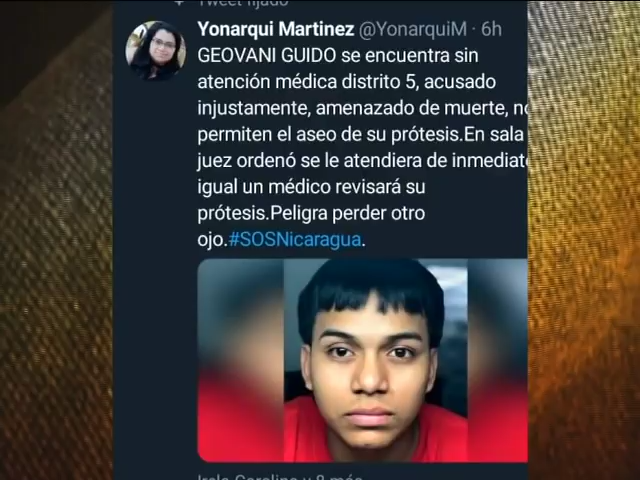 Tweet fijado
Yonarqui Martinez @YonarquiM · 6h
GEOVANI GUIDO se encuentra sin
atención médica distrito 5, acusado
injustamente, amenazado de muerte, no
permiten el aseo de su prótesis.En sala
juez ordenó se le atendiera de inmediato
igual un médico revisará su
prótesis.Peligra perder otro
ojo.#SOSNicaragua.